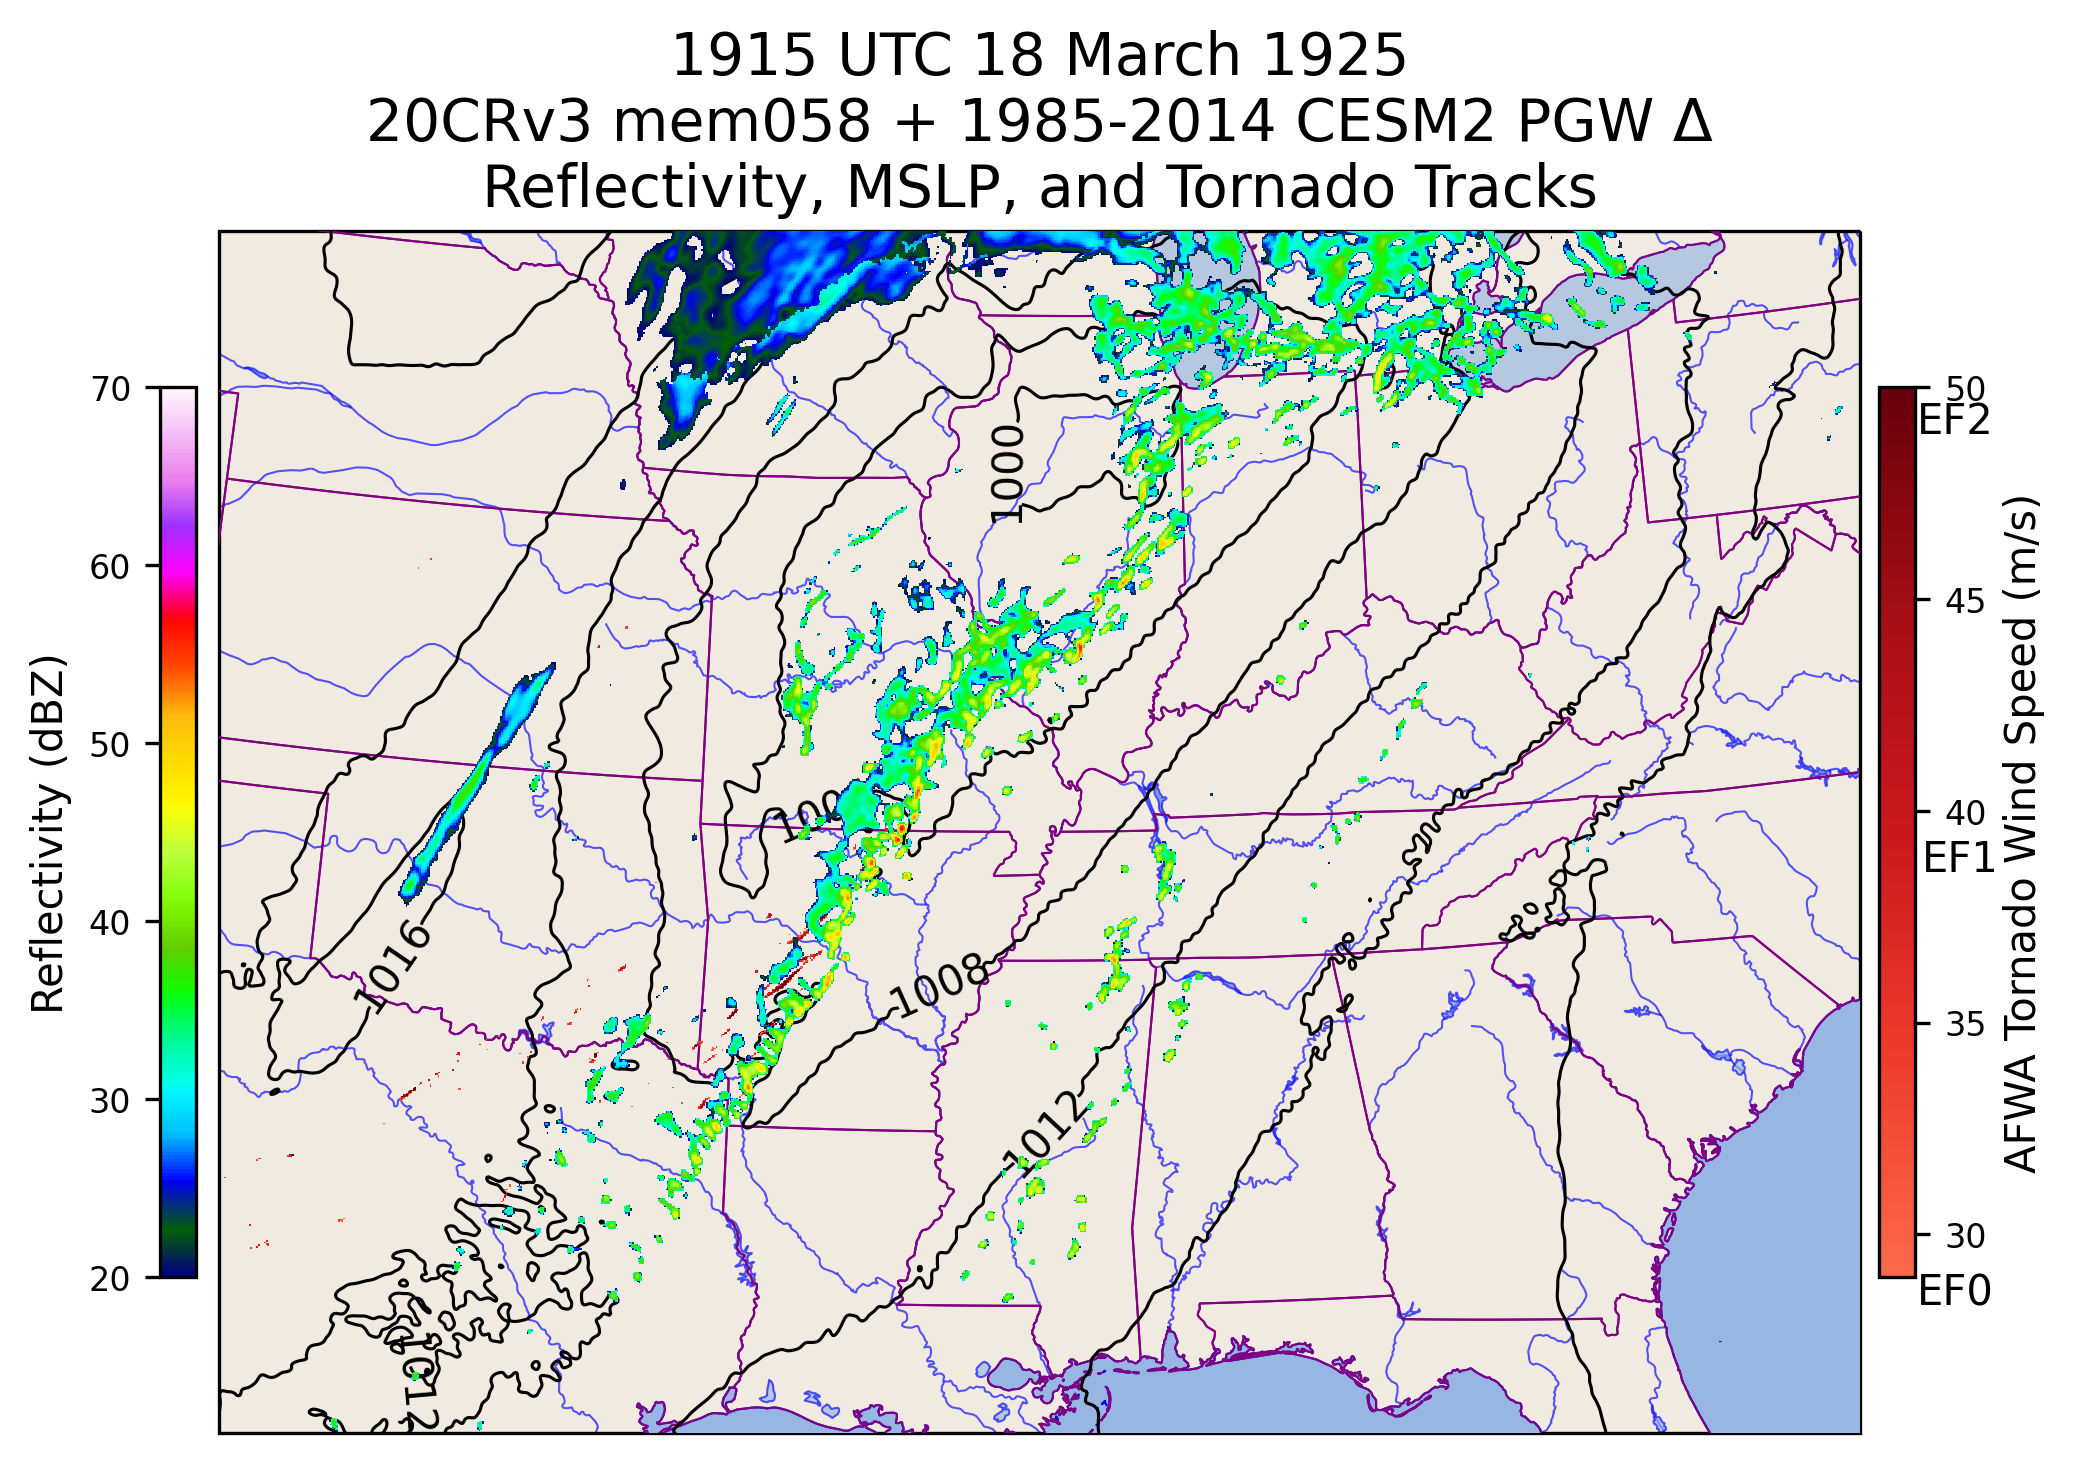 1915 UTC 18 March 1925
20CRv3 mem058 + 1985-2014 CESM2 PGW Δ
Reflectivity, MSLP, and Tornado Tracks
Reflectivity (dBZ)
70
60
50
40
30
20
1000
100
1016
1008
1012
1012
50
EF2
45
40
EF1
35
30
EF0
AFWA Tornado Wind Speed (m/s)